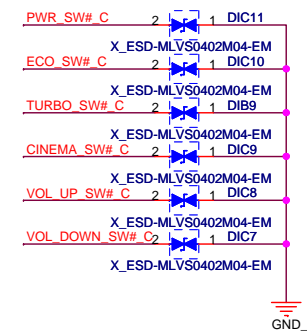 PWR_SW#_C 2 1 DIC11
X_ESD-MLVS0402M04-EM
ECO_SW#_C 2 1 DIC10
X_ESD-MLVS0402M04-EM
TURBO_SW#_C 2 1 DIB9
X_ESD-MLVS0402M04-EM
CINEMA_SW#_C 2 1 DIC9
X_ESD-MLVS0402M04-EM
VOL_UP_SW#_C 2 1 DIC8
X_ESD-MLVS0402M04-EM
VOL_DOWN_SW#_C 2 1 DIC7
X_ESD-MLVS0402M04-EM
GND_